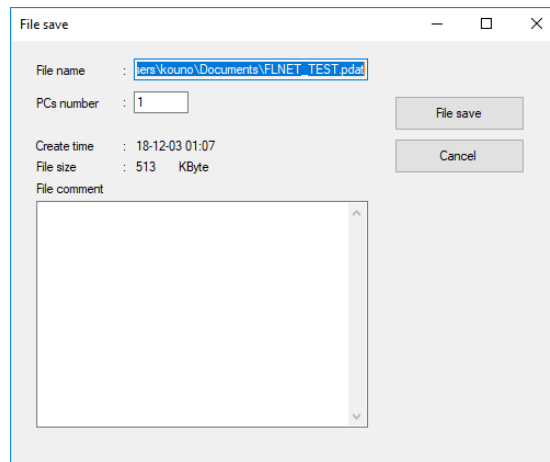 File save
File name : sers\kouno\Documents\FLNET_TEST.pdat
PCs number : 1
File save
Create time : 18-12-03 01:07
Cancel
File size : 513 KByte
File comment